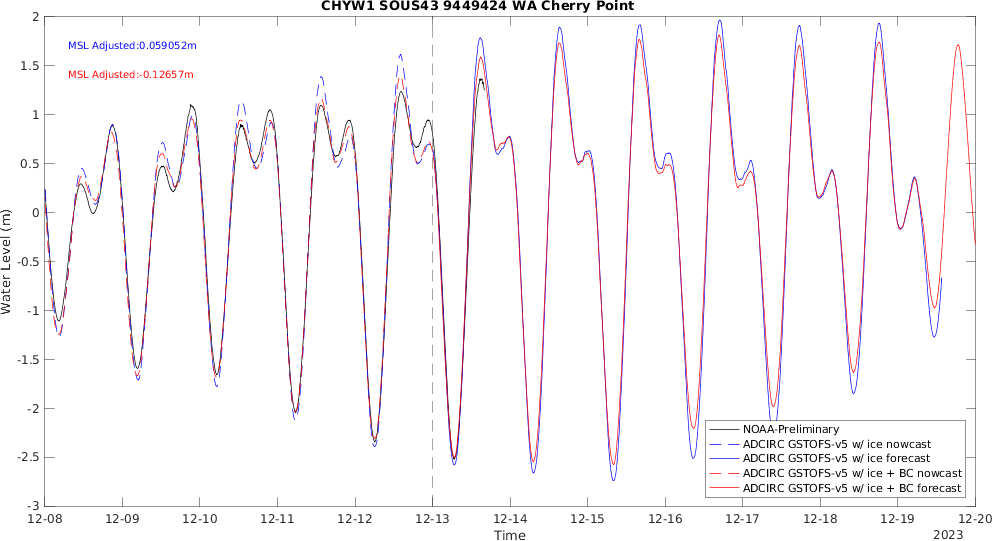 CHYW1 SOUS43 9449424 WA Cherry Point
MSL Adjusted:0.059052m
MSL Adjusted:-0.12657m
Water Level (m)
2
1.5
1
0.5
0
-0.5
-1
-1.5
-2
-2.5
-3
NOAA-Preliminary
ADCIRC GSTOFS-v5 w/ ice nowcast
ADCIRC GSTOFS-v5 w/ ice forecast
ADCIRC GSTOFS-v5 w/ ice + BC nowcast
ADCIRC GSTOFS-v5 w/ ice + BC forecast
12-08 12-09 12-10 12-11 12-12 12-13 12-14 12-15 12-16 12-17 12-18 12-19 12-20
Time
2023